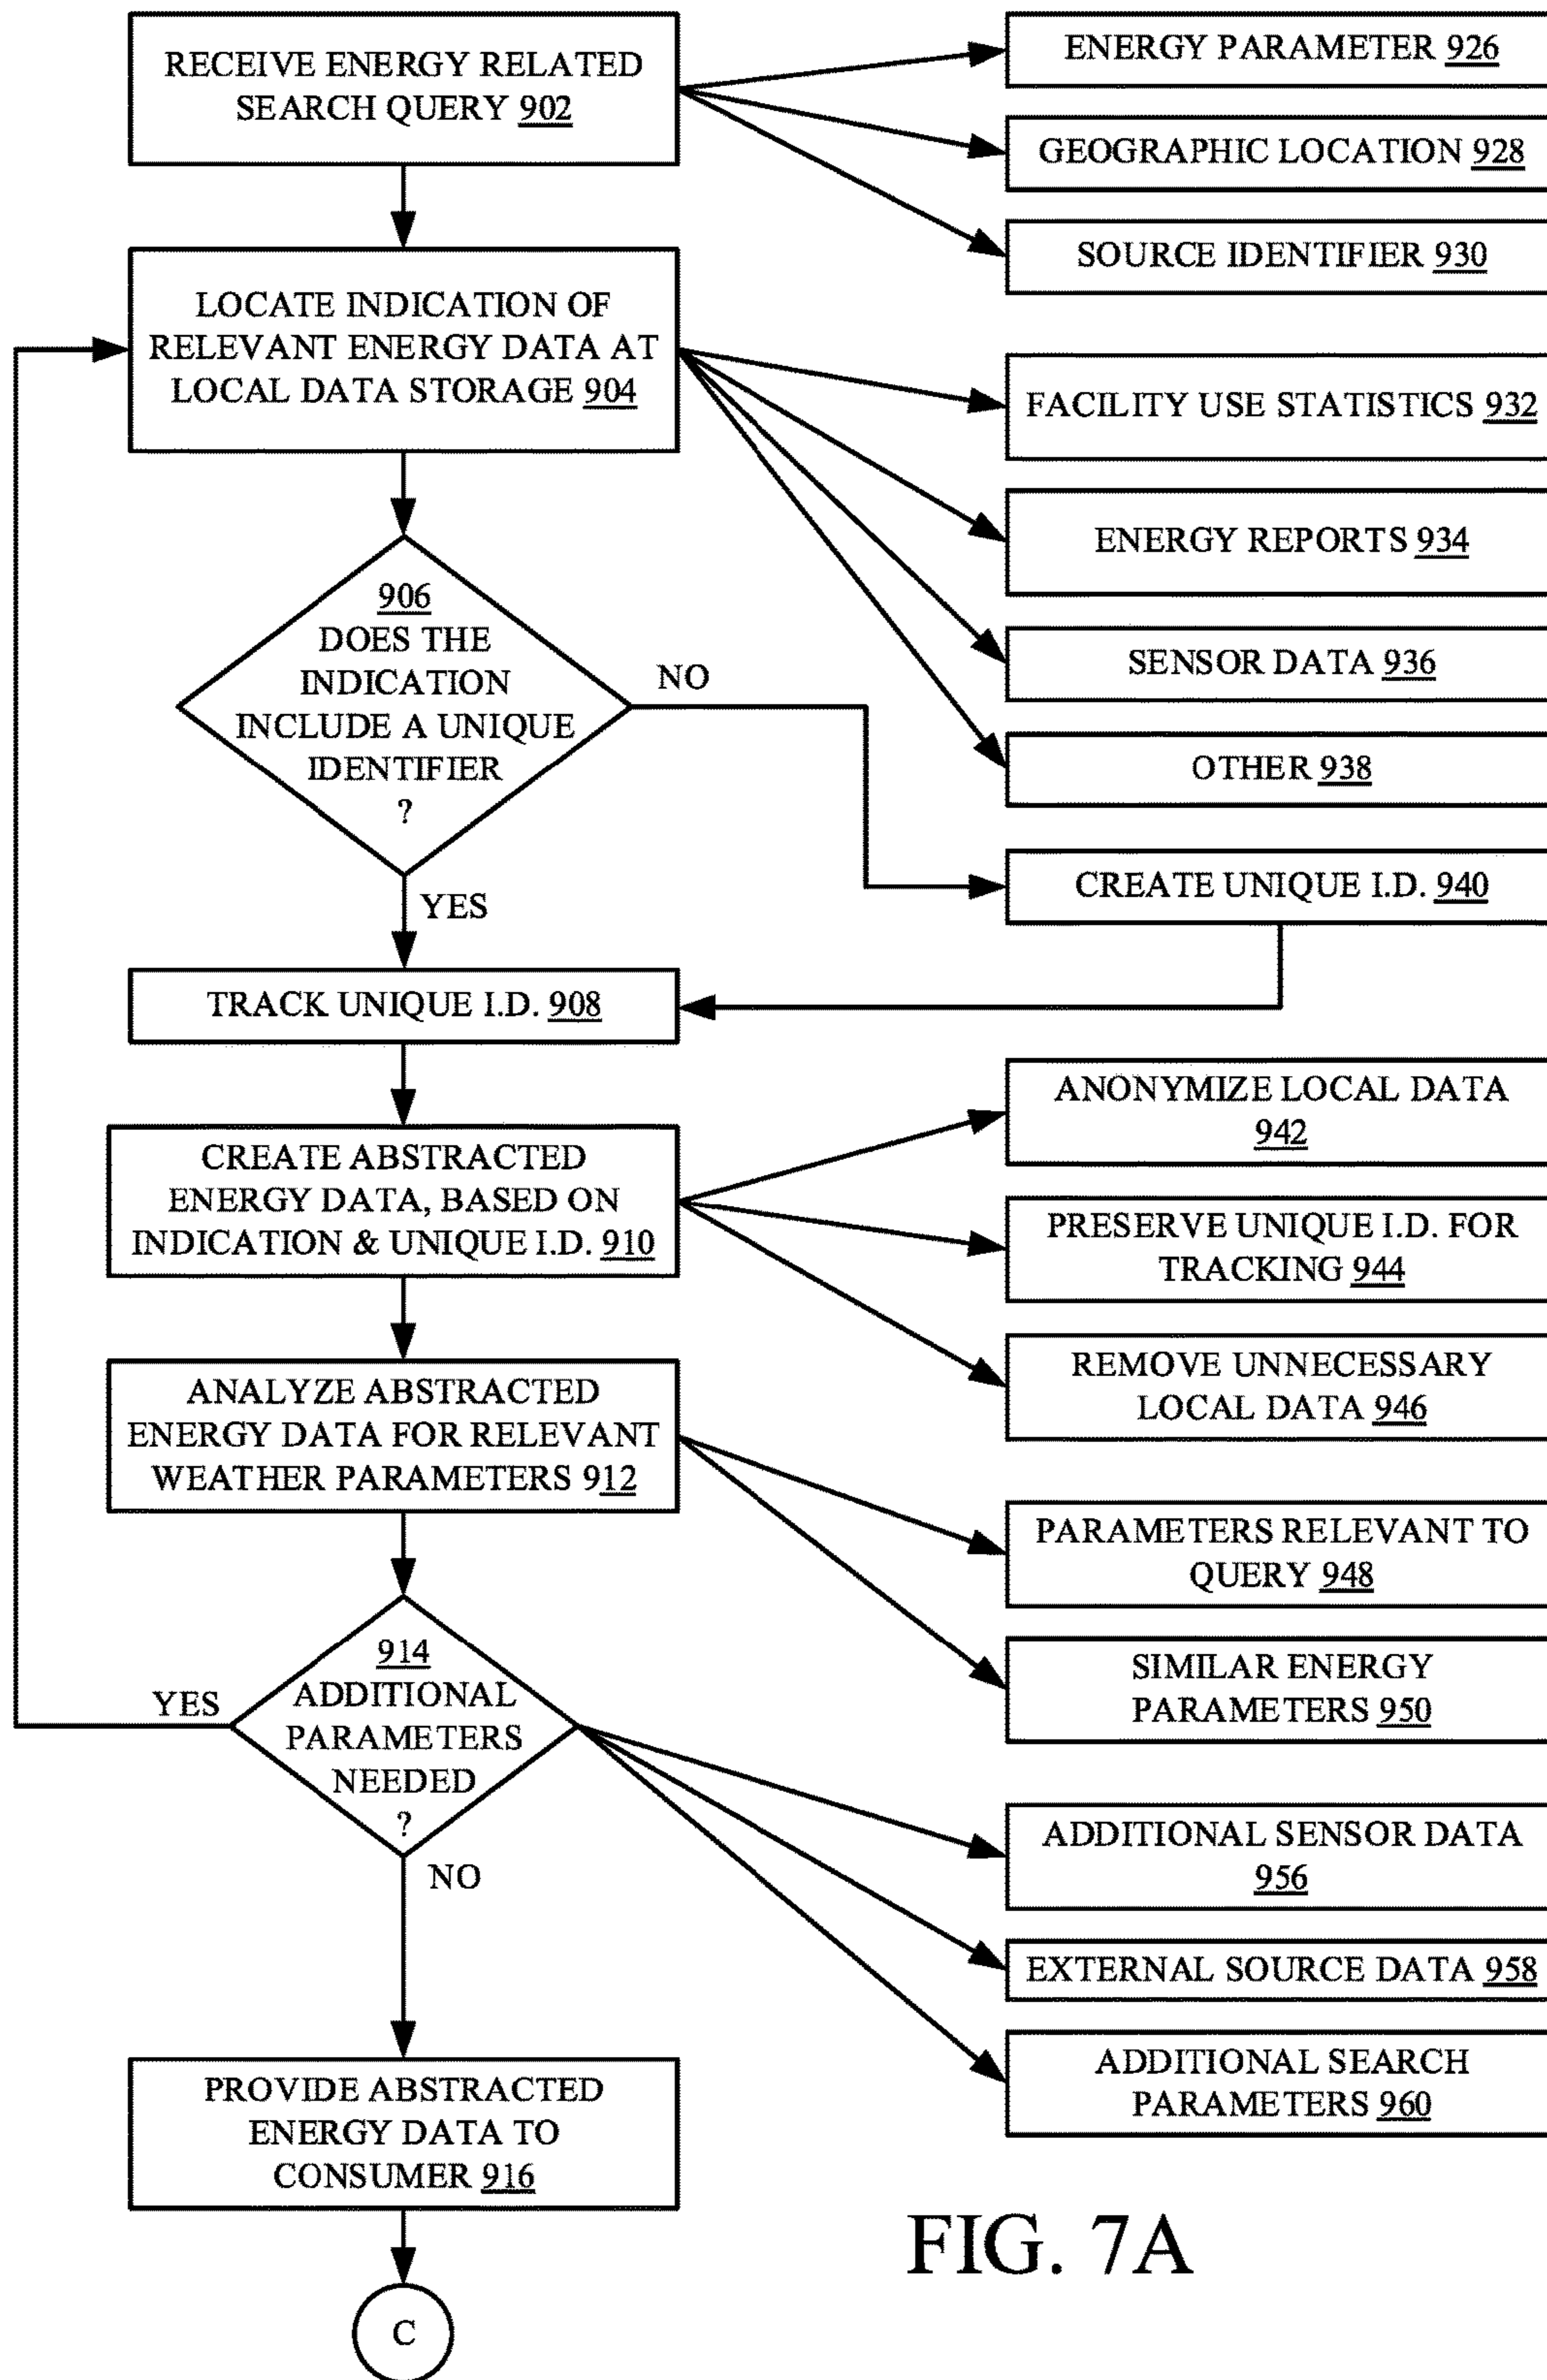 RECEIVE ENERGY RELATED
SEARCH QUERY 902
ENERGY PARAMETER 926
GEOGRAPHIC LOCATION 928
SOURCE IDENTIFIER 930
LOCATE INDICATION OF
RELEVANT ENERGY DATA AT
LOCAL DATA STORAGE 904
FACILITY USE STATISTICS 932
ENERGY REPORTS 934
SENSOR DATA 936
OTHER 938
906
DOES THE
INDICATION
INCLUDE A UNIQUE
IDENTIFIER
?
NO
YES
CREATE UNIQUE I.D. 940
TRACK UNIQUE I.D. 908
CREATE ABSTRACTED
ENERGY DATA, BASED ON
INDICATION & UNIQUE I.D. 910
ANONYMIZE LOCAL DATA
942
PRESERVE UNIQUE I.D. FOR
TRACKING 944
REMOVE UNNECESSARY
LOCAL DATA 946
ANALYZE ABSTRACTED
ENERGY DATA FOR RELEVANT
WEATHER PARAMETERS 912
PARAMETERS RELEVANT TO
QUERY 948
SIMILAR ENERGY
PARAMETERS 950
914
ADDITIONAL
PARAMETERS
NEEDED
?
YES
NO
ADDITIONAL SENSOR DATA
956
EXTERNAL SOURCE DATA 958
ADDITIONAL SEARCH
PARAMETERS 960
PROVIDE ABSTRACTED
ENERGY DATA TO
CONSUMER 916
C
FIG. 7A